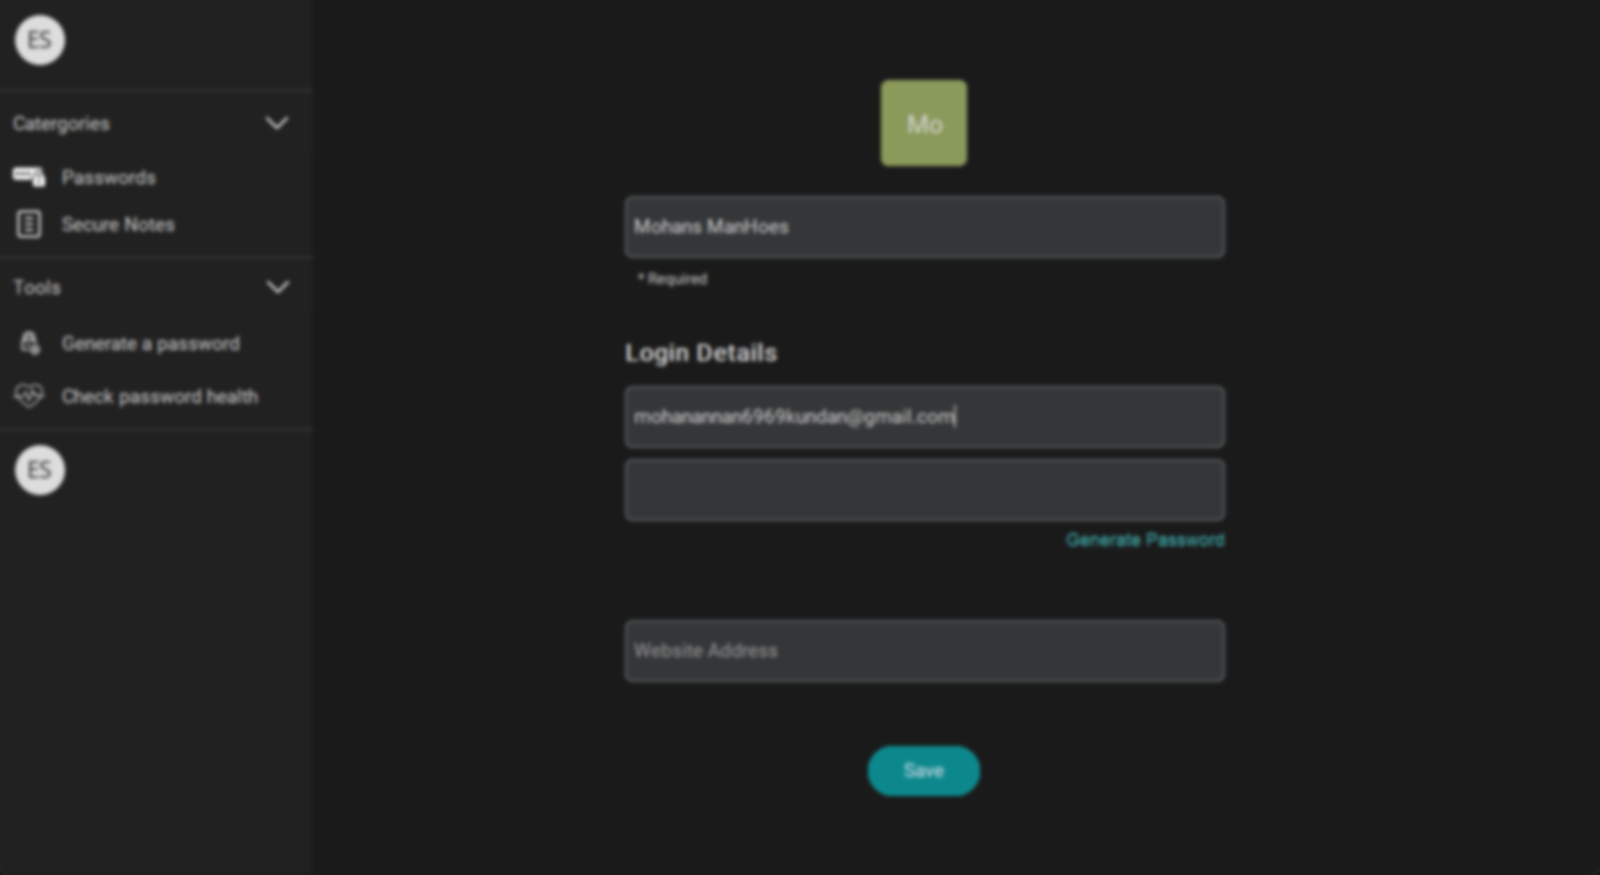 ES
Catergories
Passwords
Secure Notes
Tools
Generate a password
Check password health
ES
Mo
Mohans ManHoes
* Required
Login Details
mohanannan6969kundan@gmail.com
Generate Password
Website Address
Save